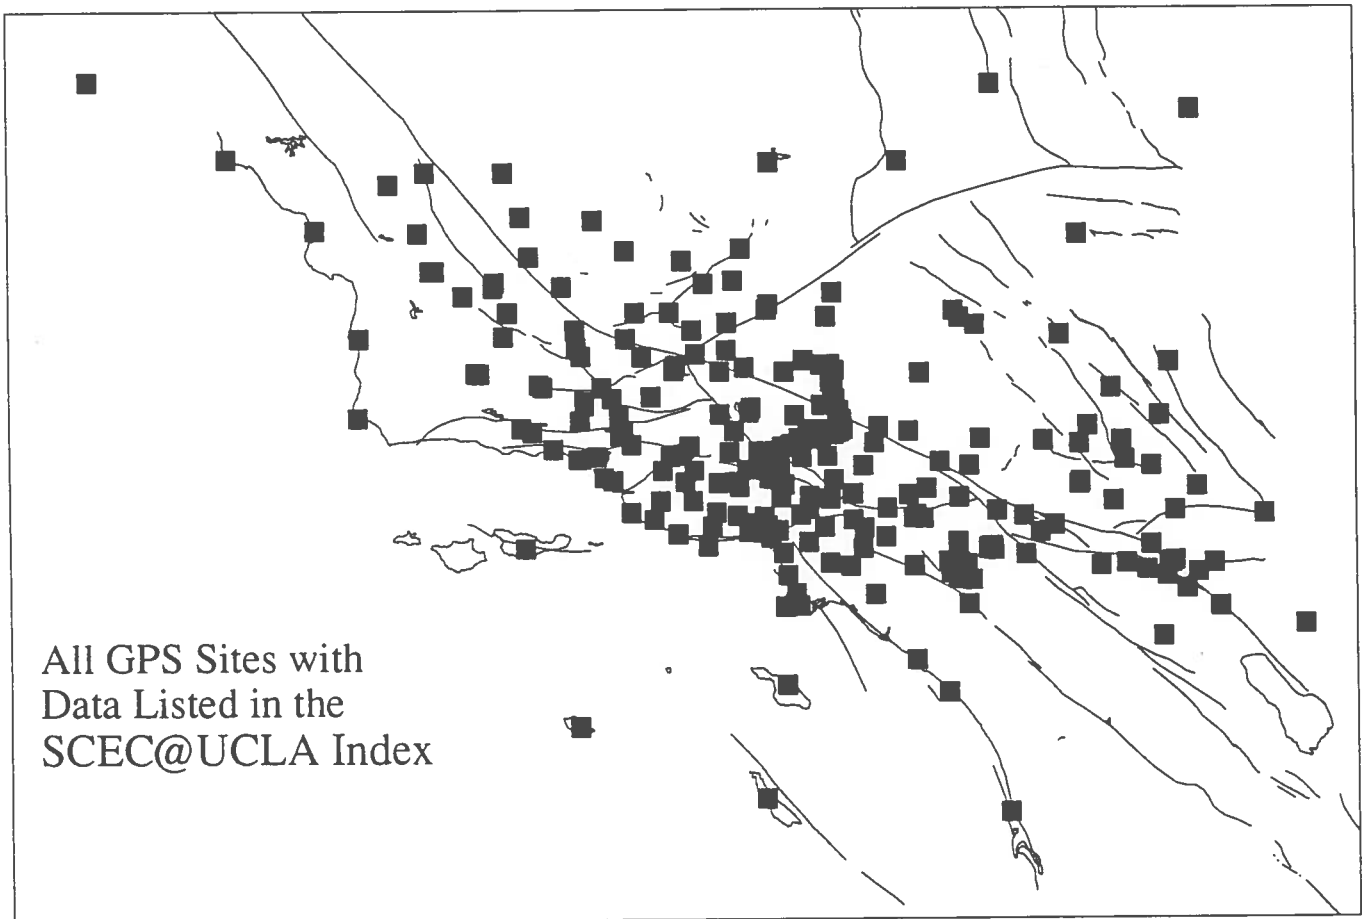 All GPS Sites with
Data Listed in the
SCEC@UCLA Index